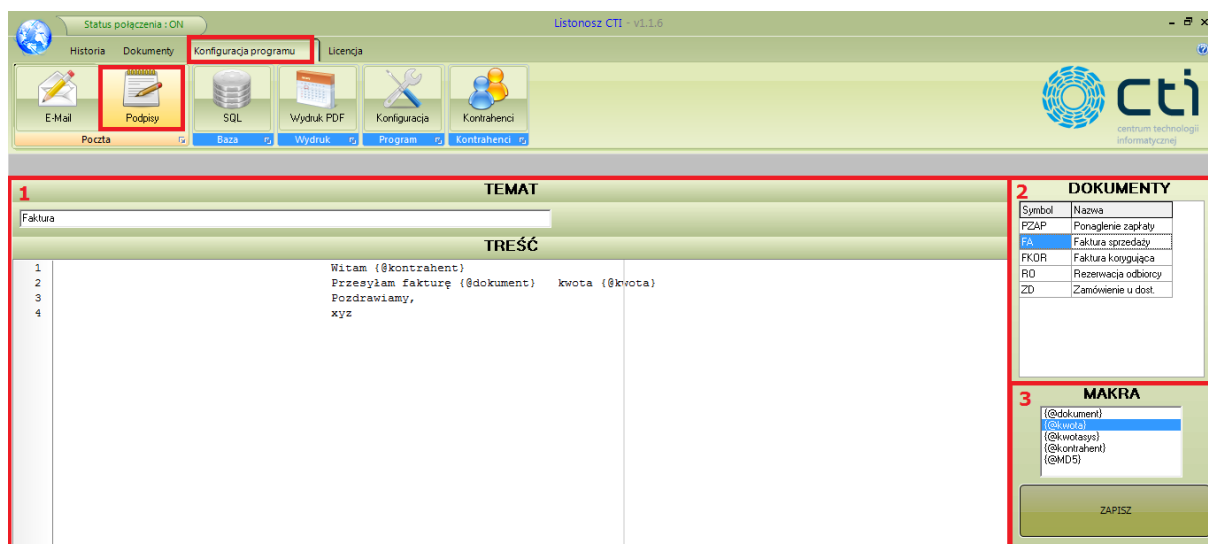 Status połączenia : ON
Listonosz CTI - v1.1.6
Historia Dokumenty Konfiguracja programu Licencja
E-Mail Podpisy SQL Wydruk PDF Konfiguracja Kontrahenci
Poczta Baza Wydruk Program Kontrahenci
cti
centrum technologii
informatycznej
1 TEMAT
Faktura
TREŚĆ
1 Witam {@kontrahent}
2 Przesyłam fakturę {@dokument} kwota {@kwota}
3 Pozdrawiamy,
4 xyz
2 DOKUMENTY
Symbol Nazwa
PZAP Ponaglenie zapłaty
FA Faktura sprzedaży
FKOR Faktura korygująca
RO Rezerwacja odbiorcy
ZD Zamówienie u dost.
3 MAKRA
{@dokument}
{@kwota}
{@kwotasys}
{@kontrahent}
{@MD5}
ZAPISZ